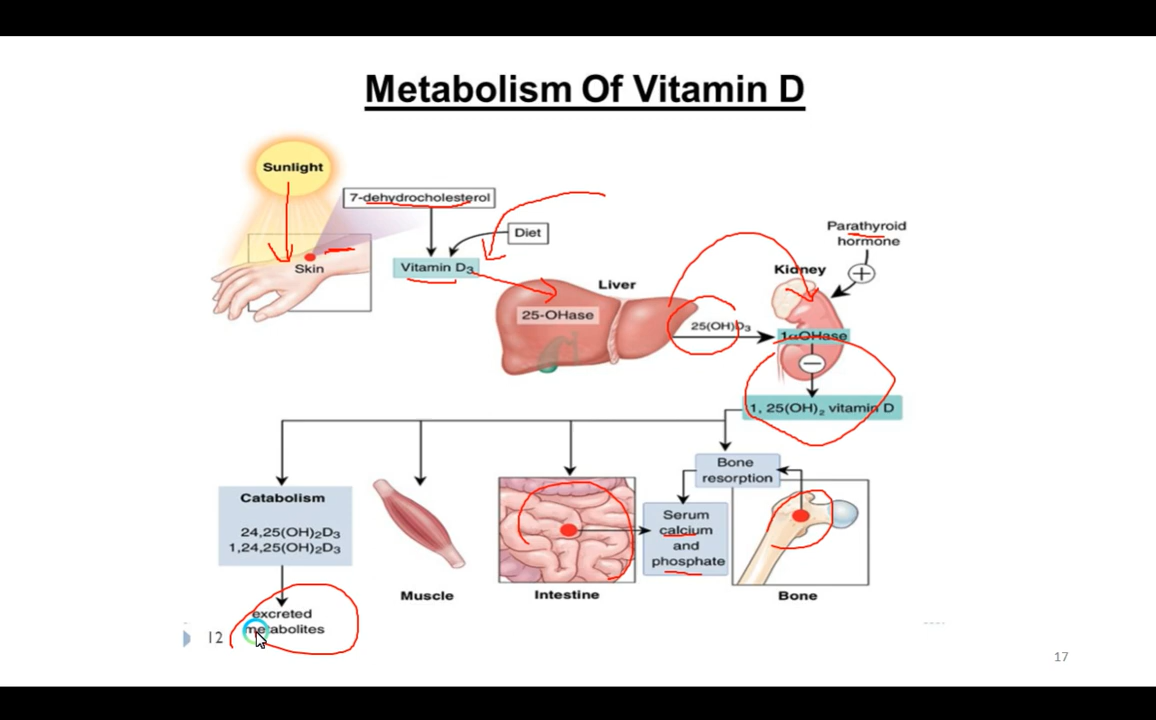 Metabolism Of Vitamin D
Sunlight
7-dehydrocholesterol
Diet
Skin
Vitamin D₃
Liver
25-OHase
25(OH)D₃
Parathyroid
hormone
Kidney
+
1αOHase
−
1, 25(OH)₂ vitamin D
Bone
resorption
Catabolism
24,25(OH)₂D₃
1,24,25(OH)₂D₃
Serum
calcium
and
phosphate
Muscle
Intestine
Bone
excreted
metabolites
12
17